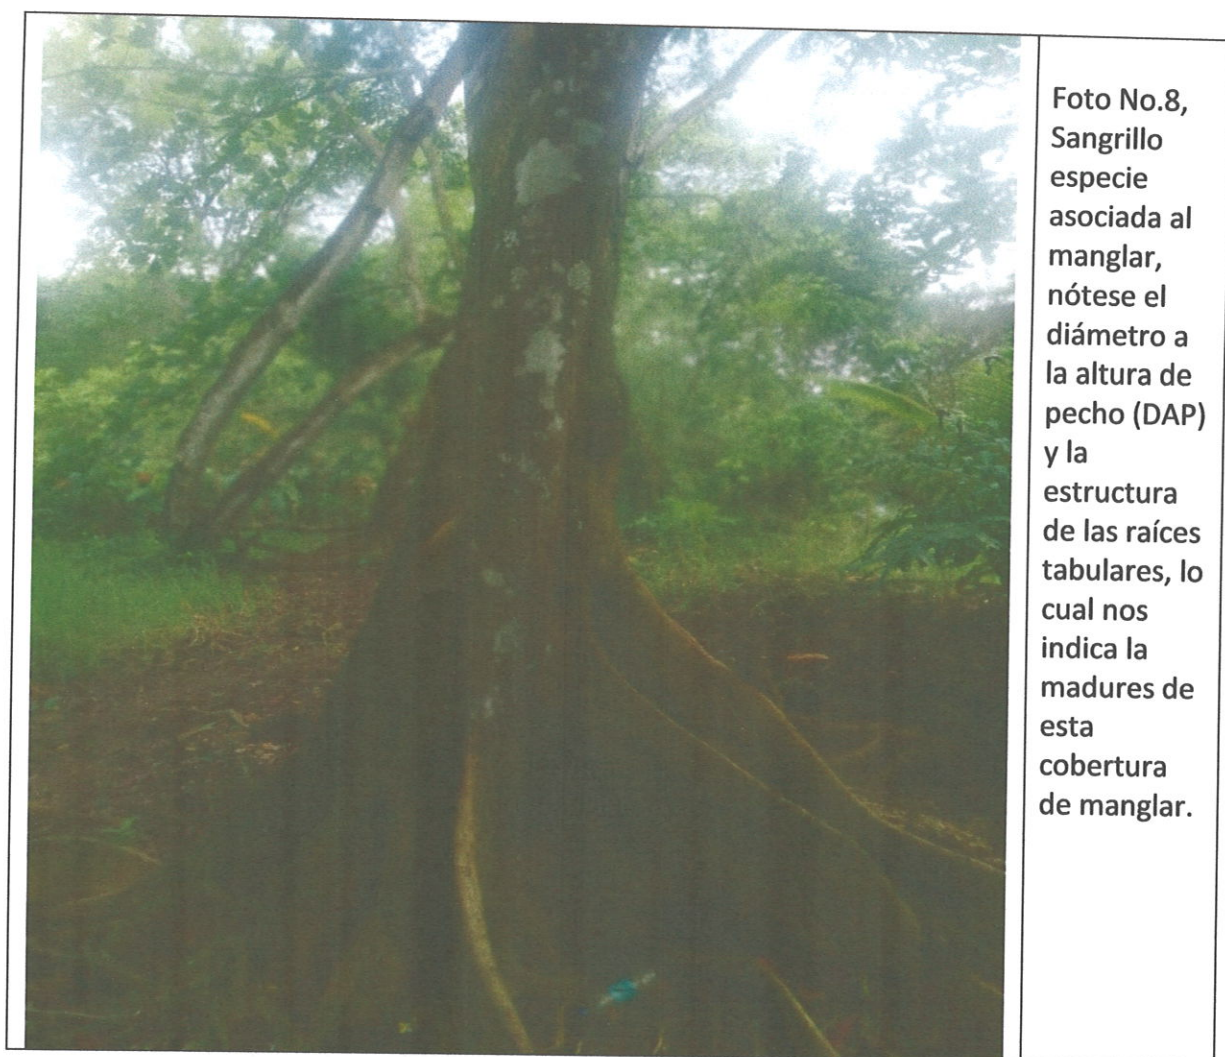 Foto No.8,
Sangrillo
especie
asociada al
manglar,
nótese el
diámetro a
la altura de
pecho (DAP)
y la
estructura
de las raíces
tabulares, lo
cual nos
indica la
madures de
esta
cobertura
de manglar.